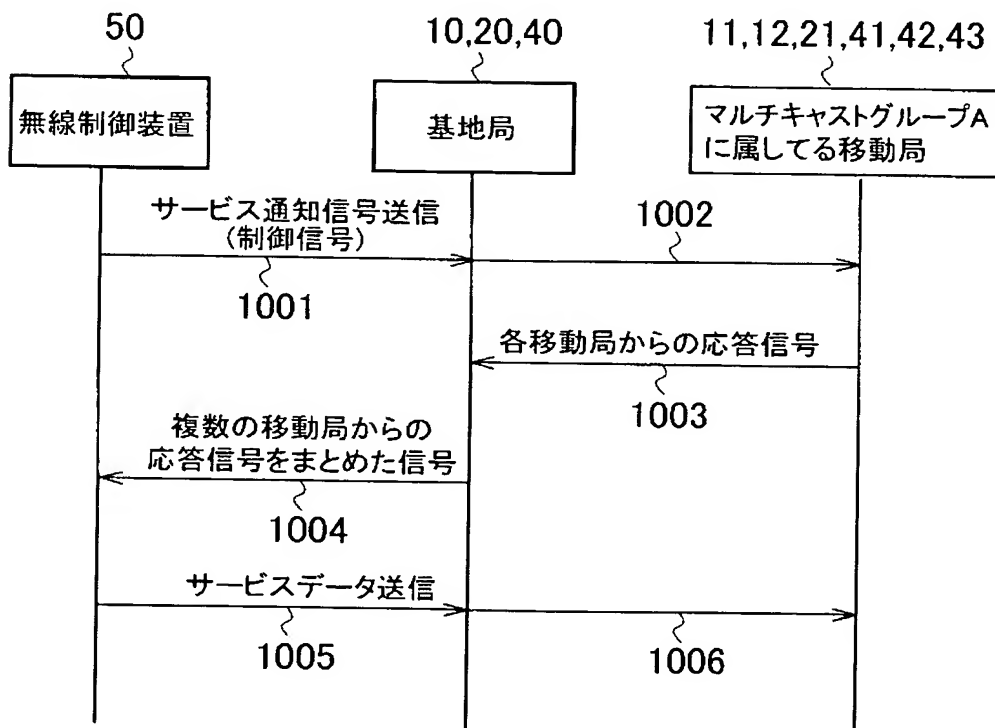 50
10,20,40
11,12,21,41,42,43
無線制御装置
基地局
マルチキャストグループA
に属してる移動局
サービス通知信号送信
(制御信号)
1001
1002
各移動局からの応答信号
1003
複数の移動局からの
応答信号をまとめた信号
1004
サービスデータ送信
1005
1006